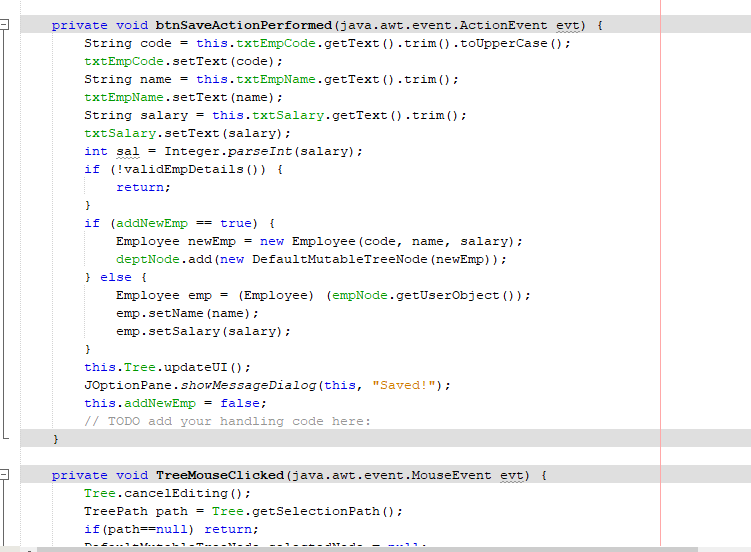 private void btnSaveActionPerformed(java.awt.event.ActionEvent evt) {
String code = this.txtEmpCode.getText().trim().toUpperCase();
txtEmpCode.setText(code);
String name = this.txtEmpName.getText().trim();
txtEmpName.setText(name);
String salary = this.txtSalary.getText().trim();
txtSalary.setText(salary);
int sal = Integer.parseInt(salary);
if (!validEmpDetails()) {
return;
}
if (addNewEmp == true) {
Employee newEmp = new Employee(code, name, salary);
deptNode.add(new DefaultMutableTreeNode(newEmp));
} else {
Employee emp = (Employee) (empNode.getUserObject());
emp.setName(name);
emp.setSalary(salary);
}
this.Tree.updateUI();
JOptionPane.showMessageDialog(this, "Saved!");
this.addNewEmp = false;
// TODO add your handling code here:
}
private void TreeMouseClicked(java.awt.event.MouseEvent evt) {
Tree.cancelEditing();
TreePath path = Tree.getSelectionPath();
if(path==null) return;